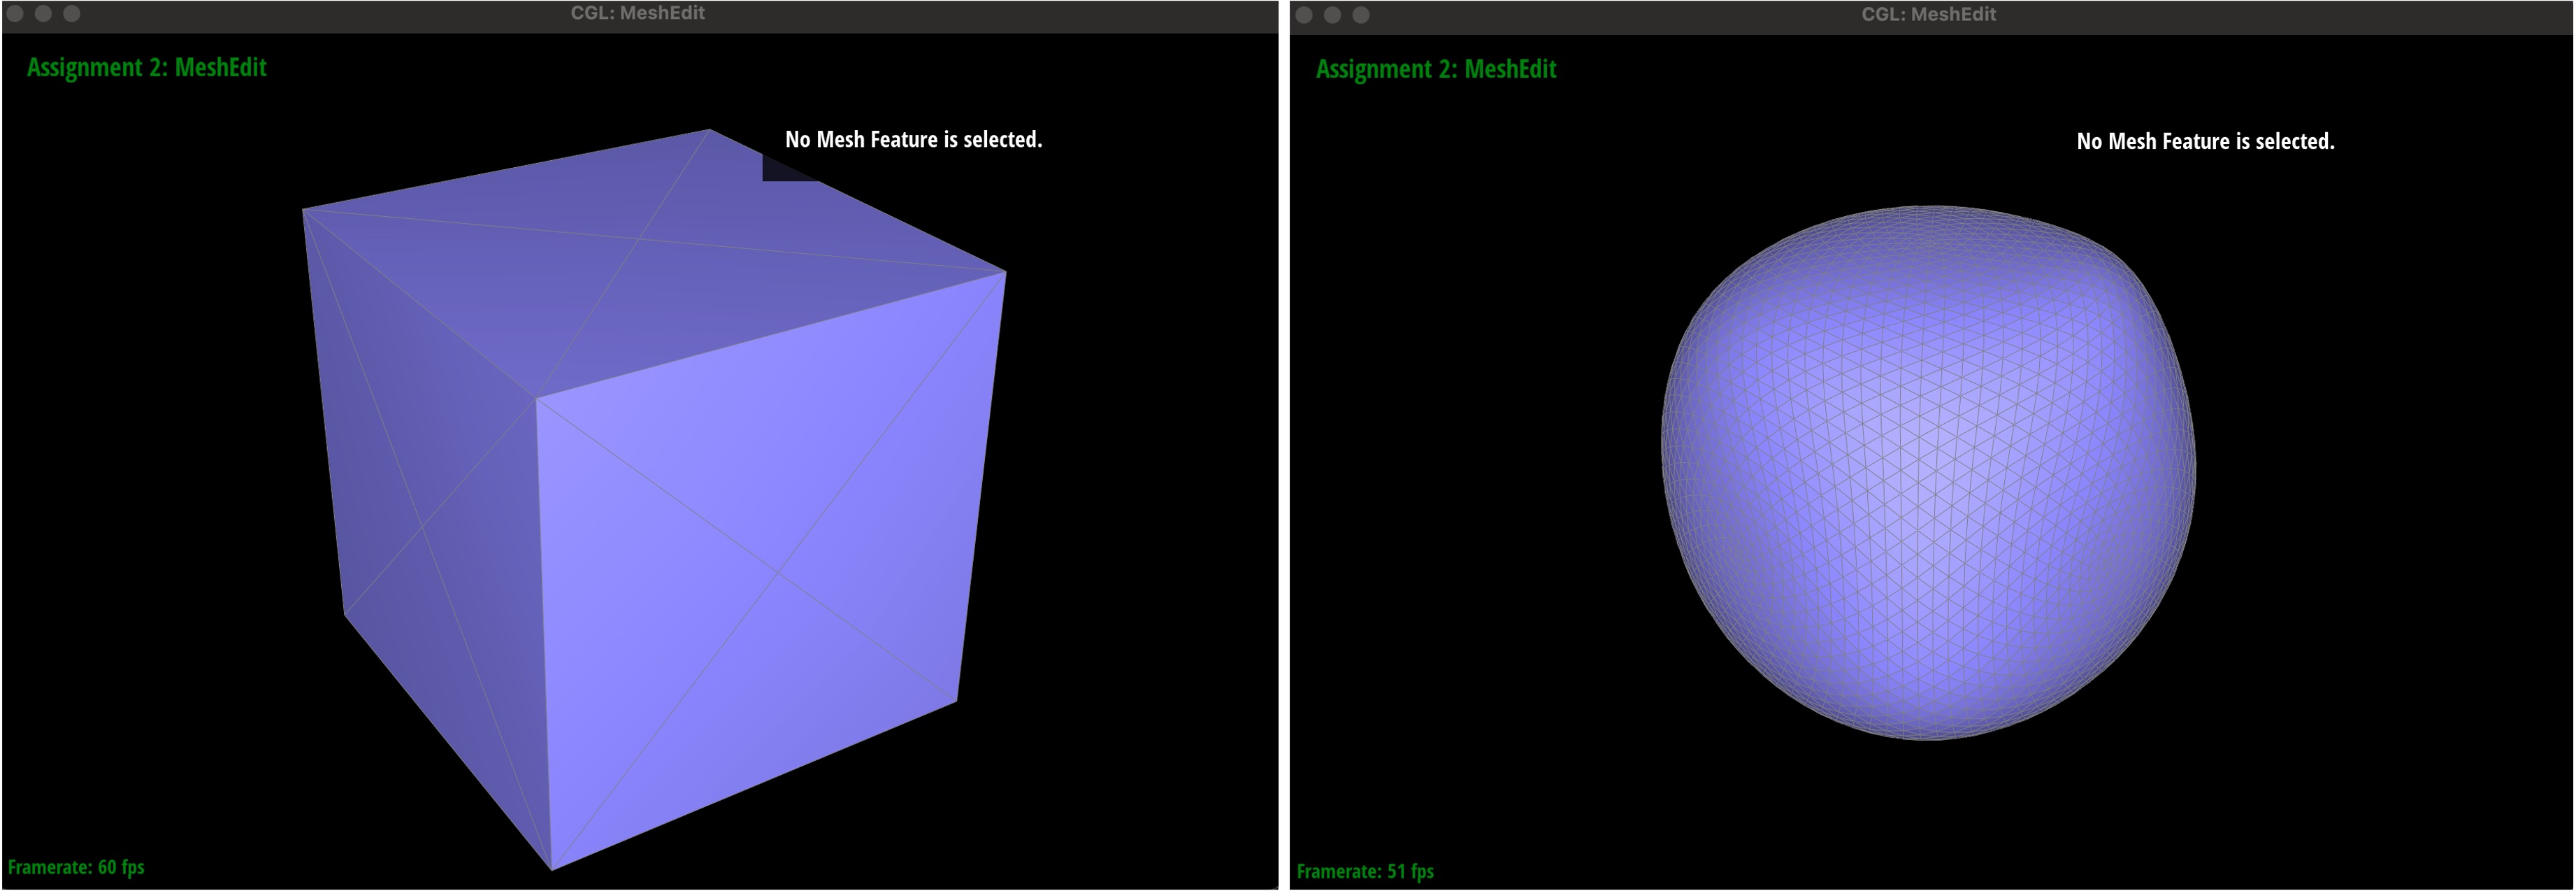 CGL: MeshEdit
Assignment 2: MeshEdit
No Mesh Feature is selected.
Framerate: 60 fps
CGL: MeshEdit
Assignment 2: MeshEdit
No Mesh Feature is selected.
Framerate: 51 fps